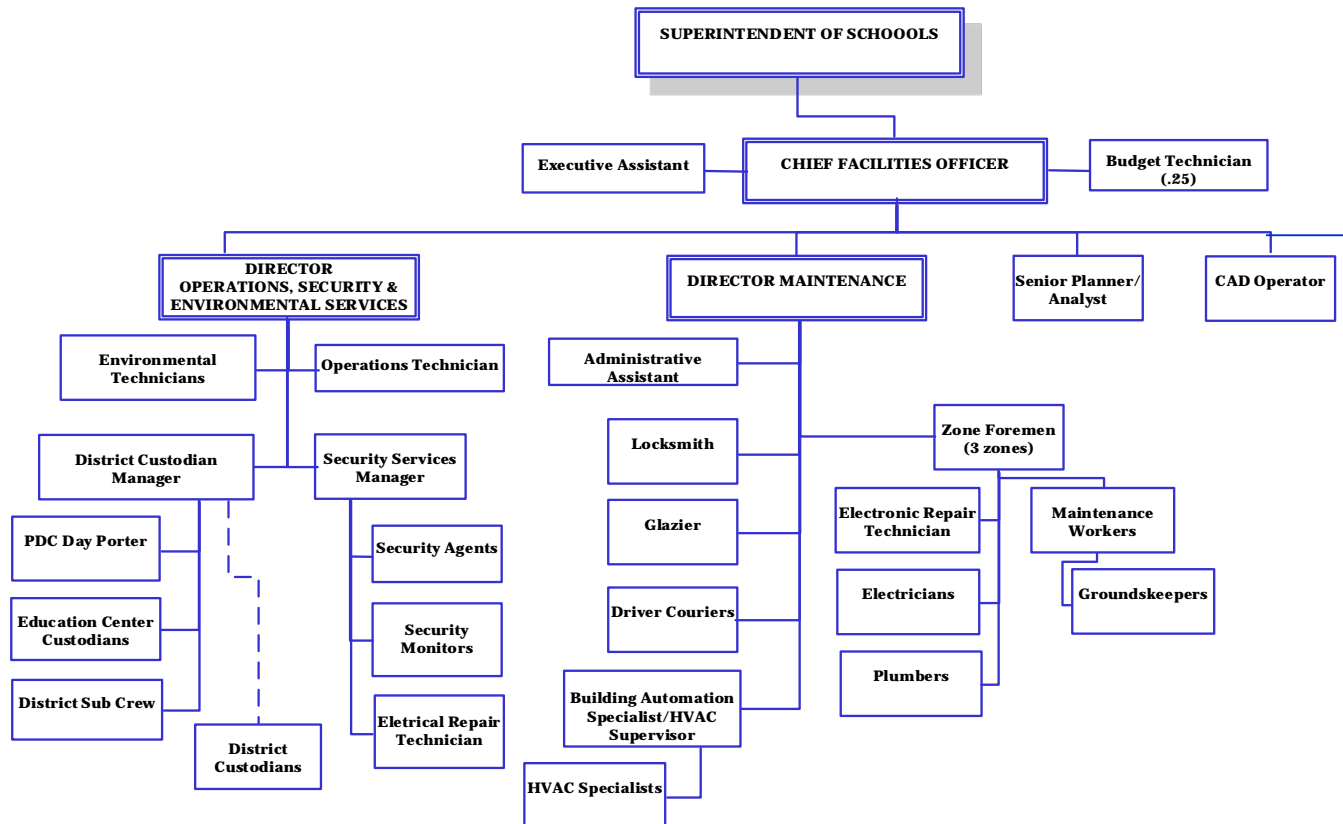 SUPERINTENDENT OF SCHOOOLS
Executive Assistant
CHIEF FACILITIES OFFICER
Budget Technician
(.25)
DIRECTOR
OPERATIONS, SECURITY &
ENVIRONMENTAL SERVICES
DIRECTOR MAINTENANCE
Senior Planner/
Analyst
CAD Operator
Environmental
Technicians
Operations Technician
District Custodian
Manager
Security Services
Manager
PDC Day Porter
Education Center
Custodians
District Sub Crew
District
Custodians
Security Agents
Security
Monitors
Eletrical Repair
Technician
Administrative
Assistant
Locksmith
Glazier
Driver Couriers
Building Automation
Specialist/HVAC
Supervisor
HVAC Specialists
Zone Foremen
(3 zones)
Electronic Repair
Technician
Electricians
Plumbers
Maintenance
Workers
Groundskeepers